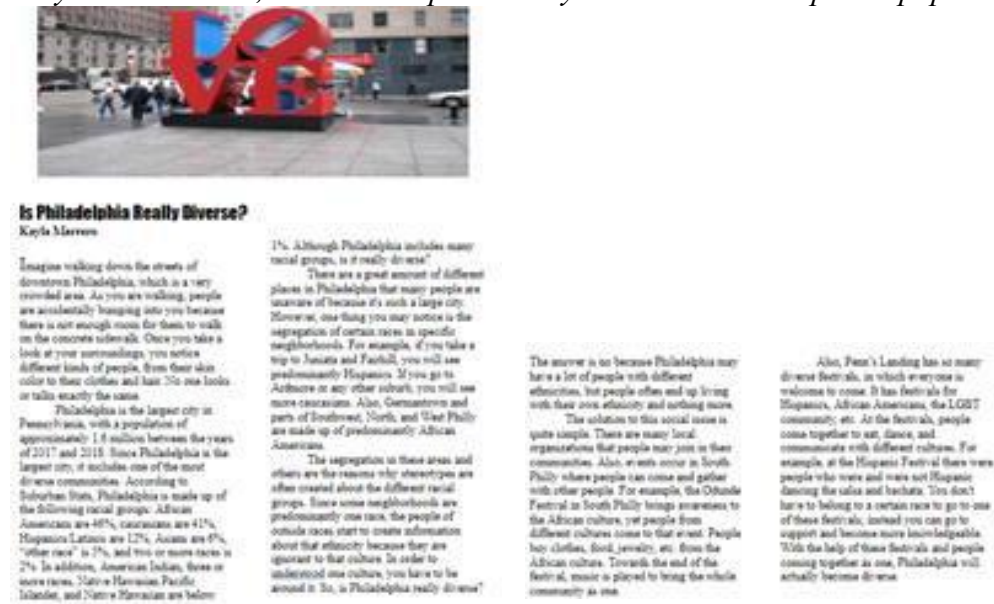 LOVE
Is Philadelphia Really Diverse?
Kayla Marrero
Imagine walking down the streets of
downtown Philadelphia, which is a very
crowded area. As you are walking, people
are accidentally bumping into you because
there is not enough room for them to walk
on the concrete sidewalk. Once you take a
look at your surroundings, you notice
different kinds of people, from their skin
color to their clothes and hair. No one looks
or talks exactly the same.
Philadelphia is the largest city in
Pennsylvania, with a population of
approximately 1.6 million between the years
of 2017 and 2018. Since Philadelphia is the
largest city, it includes one of the most
diverse communities. According to
Suburban Stats, Philadelphia is made up of
the following racial groups: African
Americans are 46%, caucasians are 41%,
Hispanics Latinos are 12%, Asians are 6%,
"other race" is 5%, and two or more races is
2%. In addition, American Indian, three or
more races, Native Hawaiian Pacific
Islander, and Native Hawaiian are below
1%. Although Philadelphia includes many
racial groups, is it really diverse?
There are a great amount of different
places in Philadelphia that many people are
unaware of because it's such a large city.
However, one thing you may notice is the
segregation of certain races in specific
neighborhoods. For example, if you take a
trip to Juniata and Fairhill, you will see
predominantly Hispanics. If you go to
Ardmore or any other suburb, you will see
more caucasians. Also, Germantown and
parts of Southwest, North, and West Philly
are made up of predominantly African
Americans.
The segregation in these areas and
others are the reasons why stereotypes are
often created about the different racial
groups. Since some neighborhoods are
predominantly one race, the people of
outside races start to create information
about that ethnicity because they are
ignorant to that culture. In order to
understood one culture, you have to be
around it. So, is Philadelphia really diverse?
The answer is no because Philadelphia may
have a lot of people with different
ethnicities, but people often end up living
with their own ethnicity and nothing more.
The solution to this social issue is
quite simple. There are many local
organizations that people may join in their
communities. Also, events occur in South
Philly where people can come and gather
with other people. For example, the Odunde
Festival in South Philly brings awareness to
the African culture, yet people from
different cultures come to that event. People
buy clothes, food, jewelry, etc. from the
African culture. Towards the end of the
festival, music is played to bring the whole
community as one.
Also, Penn's Landing has so many
diverse festivals, in which everyone is
welcome to come. It has festivals for
Hispanics, African Americans, the LGBT
community, etc. At the festivals, people
come together to eat, dance, and
communicate with different cultures. For
example, at the Hispanic Festival there were
people who were and were not Hispanic
dancing the salsa and bachata. You don't
have to belong to a certain race to go to one
of these festivals, instead you can go to
support and become more knowledgeable.
With the help of these festivals and people
coming together as one, Philadelphia will
actually become diverse.